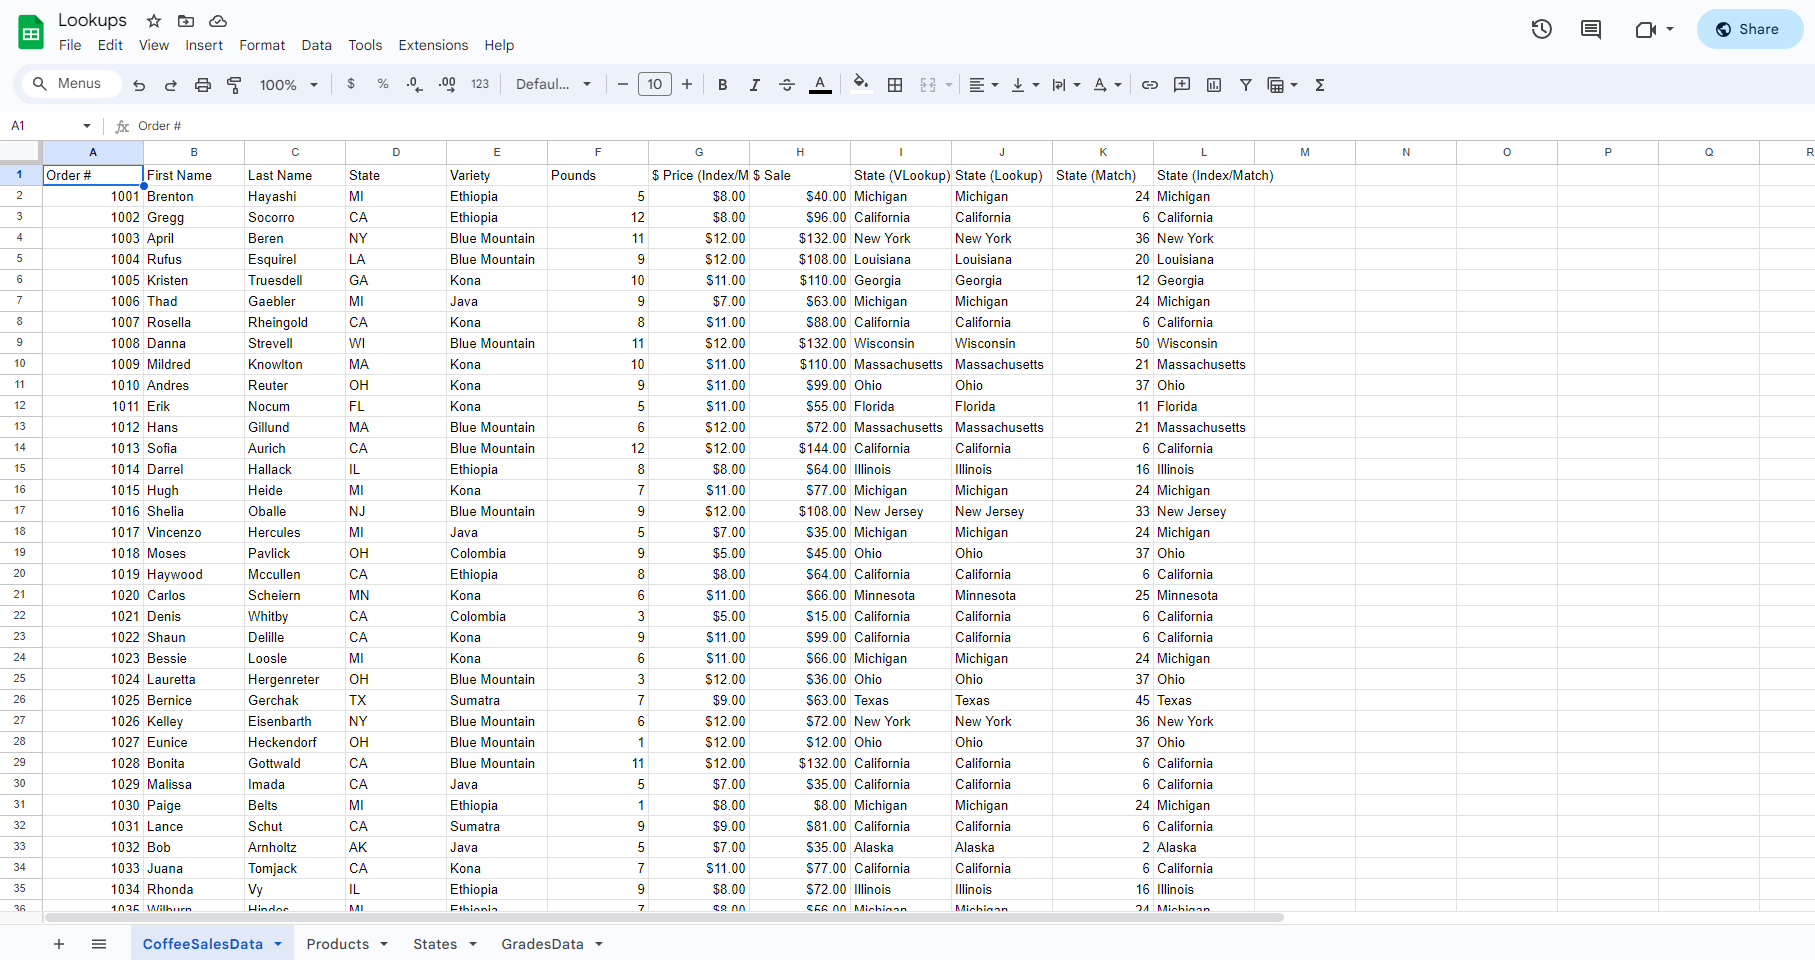 Lookups
File Edit View Insert Format Data Tools Extensions Help
Share
Menus 100% $ % .0 .00 123 Defaul... 10 B I A Σ
A1 fx Order #
A B C D E F G H I J K L M N O P Q R
1 Order # First Name Last Name State Variety Pounds $ Price (Index/M $ Sale State (VLookup) State (Lookup) State (Match) State (Index/Match)
2 1001 Brenton Hayashi MI Ethiopia 5 $8.00 $40.00 Michigan Michigan 24 Michigan
3 1002 Gregg Socorro CA Ethiopia 12 $8.00 $96.00 California California 6 California
4 1003 April Beren NY Blue Mountain 11 $12.00 $132.00 New York New York 36 New York
5 1004 Rufus Esquirel LA Blue Mountain 9 $12.00 $108.00 Louisiana Louisiana 20 Louisiana
6 1005 Kristen Truesdell GA Kona 10 $11.00 $110.00 Georgia Georgia 12 Georgia
7 1006 Thad Gaebler MI Java 9 $7.00 $63.00 Michigan Michigan 24 Michigan
8 1007 Rosella Rheingold CA Kona 8 $11.00 $88.00 California California 6 California
9 1008 Danna Strevell WI Blue Mountain 11 $12.00 $132.00 Wisconsin Wisconsin 50 Wisconsin
10 1009 Mildred Knowlton MA Kona 10 $11.00 $110.00 Massachusetts Massachusetts 21 Massachusetts
11 1010 Andres Reuter OH Kona 9 $11.00 $99.00 Ohio Ohio 37 Ohio
12 1011 Erik Nocum FL Kona 5 $11.00 $55.00 Florida Florida 11 Florida
13 1012 Hans Gillund MA Blue Mountain 6 $12.00 $72.00 Massachusetts Massachusetts 21 Massachusetts
14 1013 Sofia Aurich CA Blue Mountain 12 $12.00 $144.00 California California 6 California
15 1014 Darrel Hallack IL Ethiopia 8 $8.00 $64.00 Illinois Illinois 16 Illinois
16 1015 Hugh Heide MI Kona 7 $11.00 $77.00 Michigan Michigan 24 Michigan
17 1016 Shelia Oballe NJ Blue Mountain 9 $12.00 $108.00 New Jersey New Jersey 33 New Jersey
18 1017 Vincenzo Hercules MI Java 5 $7.00 $35.00 Michigan Michigan 24 Michigan
19 1018 Moses Pavlick OH Colombia 9 $5.00 $45.00 Ohio Ohio 37 Ohio
20 1019 Haywood Mccullen CA Ethiopia 8 $8.00 $64.00 California California 6 California
21 1020 Carlos Scheiern MN Kona 6 $11.00 $66.00 Minnesota Minnesota 25 Minnesota
22 1021 Denis Whitby CA Colombia 3 $5.00 $15.00 California California 6 California
23 1022 Shaun Delille CA Kona 9 $11.00 $99.00 California California 6 California
24 1023 Bessie Loosle MI Kona 6 $11.00 $66.00 Michigan Michigan 24 Michigan
25 1024 Lauretta Hergenreter OH Blue Mountain 3 $12.00 $36.00 Ohio Ohio 37 Ohio
26 1025 Bernice Gerchak TX Sumatra 7 $9.00 $63.00 Texas Texas 45 Texas
27 1026 Kelley Eisenbarth NY Blue Mountain 6 $12.00 $72.00 New York New York 36 New York
28 1027 Eunice Heckendorf OH Blue Mountain 1 $12.00 $12.00 Ohio Ohio 37 Ohio
29 1028 Bonita Gottwald CA Blue Mountain 11 $12.00 $132.00 California California 6 California
30 1029 Malissa Imada CA Java 5 $7.00 $35.00 California California 6 California
31 1030 Paige Belts MI Ethiopia 1 $8.00 $8.00 Michigan Michigan 24 Michigan
32 1031 Lance Schut CA Sumatra 9 $9.00 $81.00 California California 6 California
33 1032 Bob Arnholtz AK Java 5 $7.00 $35.00 Alaska Alaska 2 Alaska
34 1033 Juana Tomjack CA Kona 7 $11.00 $77.00 California California 6 California
35 1034 Rhonda Vy IL Ethiopia 9 $8.00 $72.00 Illinois Illinois 16 Illinois
36 1035 Wilburn Hindes MI Ethiopia 7 $8.00 $56.00 Michigan Michigan 24 Michigan
CoffeeSalesData Products States GradesData